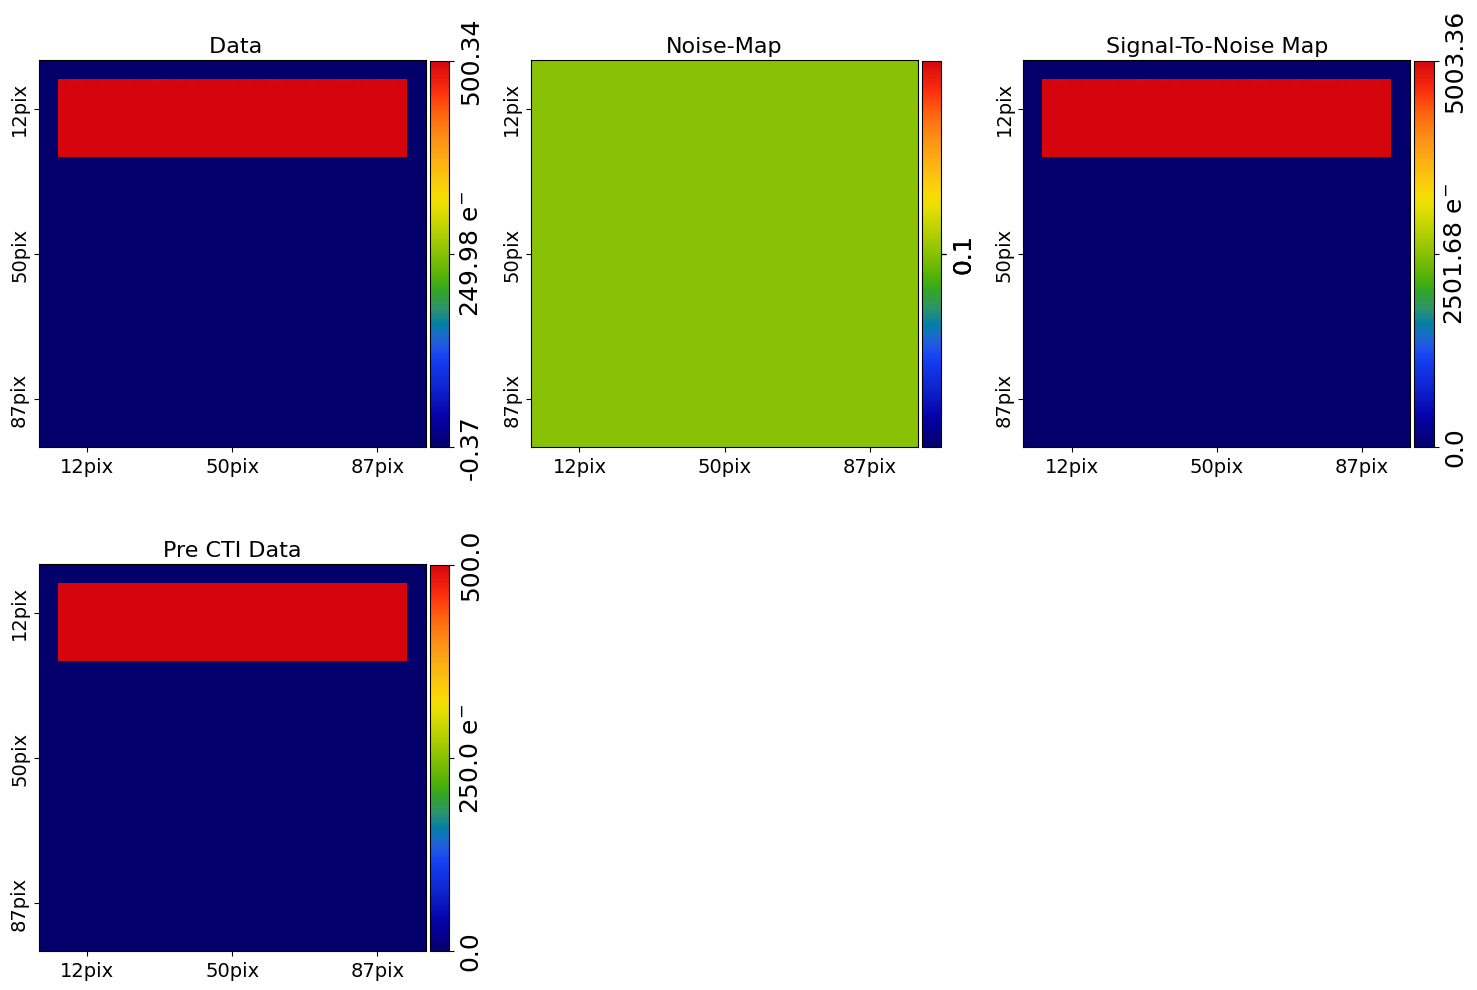 Data
12pix
50pix
87pix
12pix
50pix
87pix
500.34
249.98 e⁻
-0.37
Noise-Map
12pix
50pix
87pix
12pix
50pix
87pix
0.1
Signal-To-Noise Map
12pix
50pix
87pix
12pix
50pix
87pix
5003.36
2501.68 e⁻
0.0
Pre CTI Data
12pix
50pix
87pix
12pix
50pix
87pix
500.0
250.0 e⁻
0.0